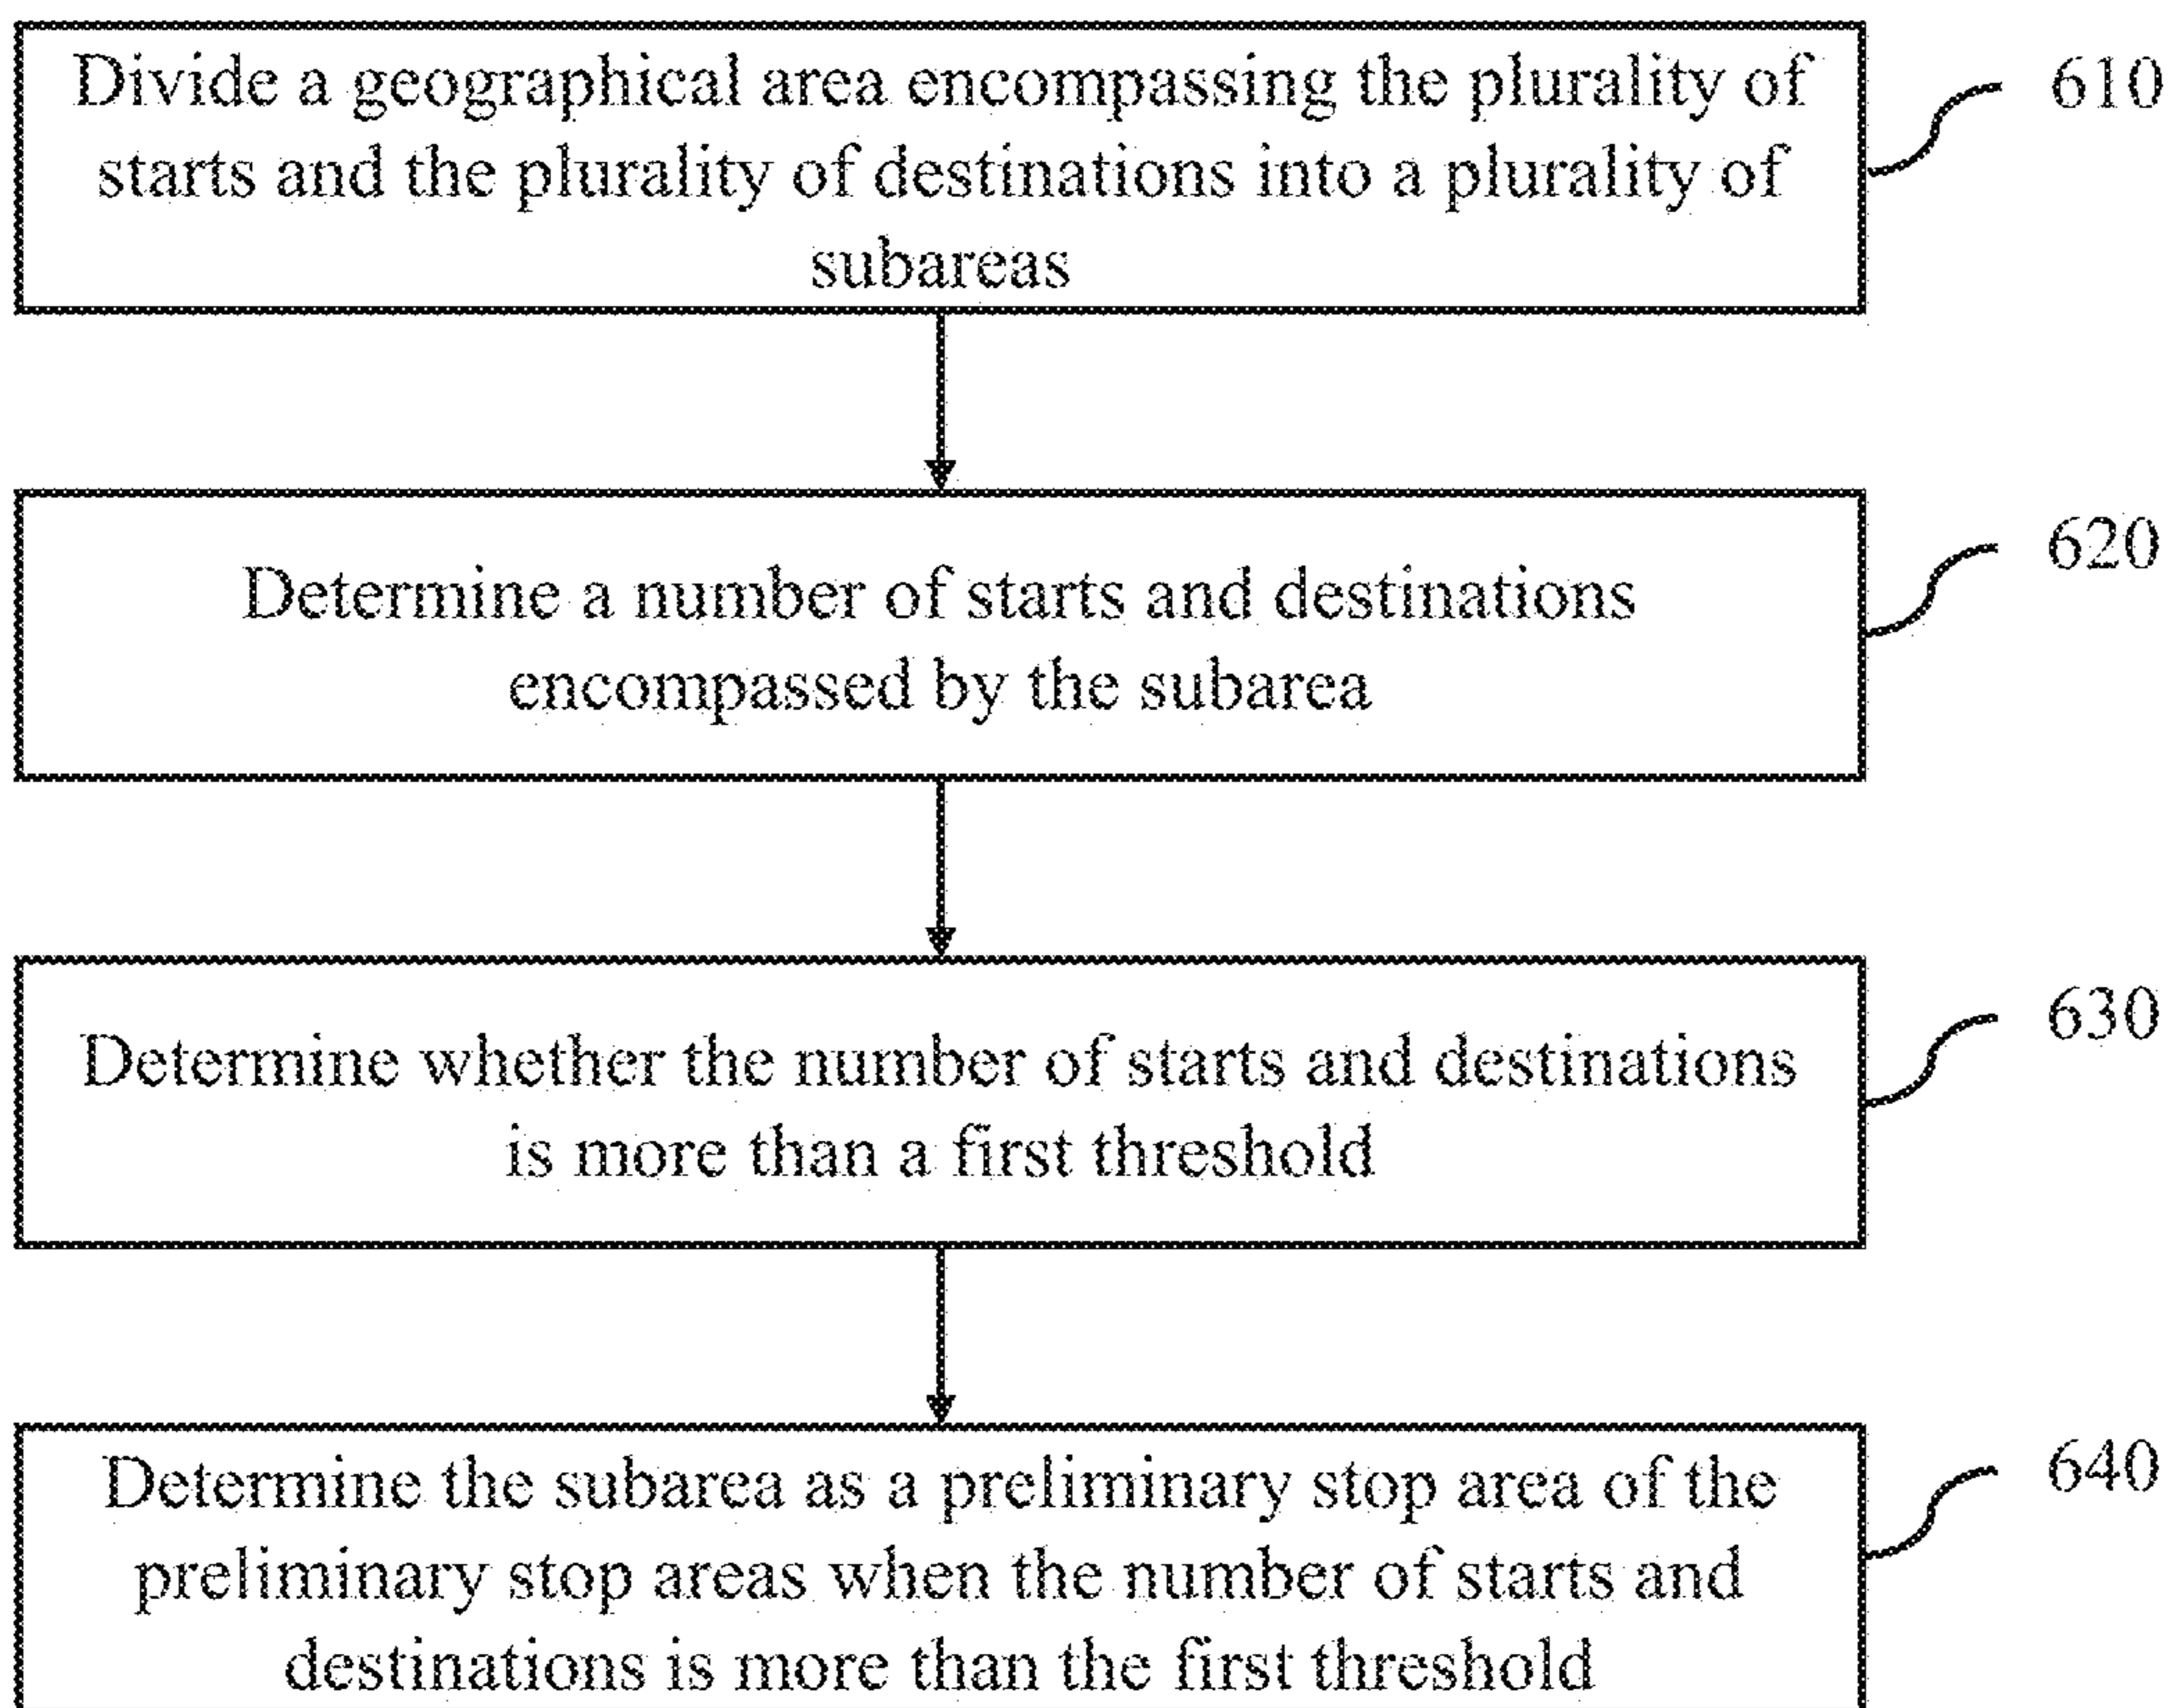 Divide a geographical area encompassing the plurality of
starts and the plurality of destinations into a plurality of
subareas
610
Determine a number of starts and destinations
encompassed by the subarea
620
Determine whether the number of starts and destinations
is more than a first threshold
630
Determine the subarea as a preliminary stop area of the
preliminary stop areas when the number of starts and
destinations is more than the first threshold
640